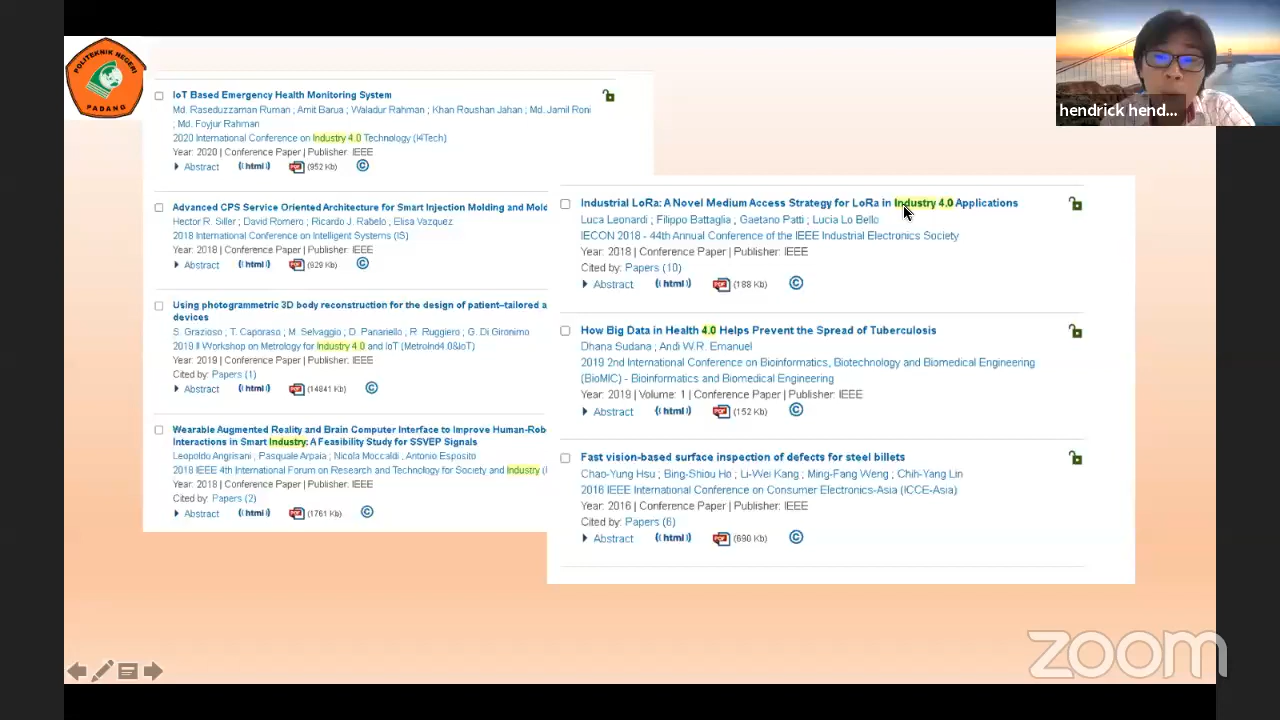 POLITEKNIK NEGERI
PADANG
IoT Based Emergency Health Monitoring System
Md. Raseduzzaman Ruman ; Amit Barua ; Waladur Rahman ; Khan Roushan Jahan ; Md. Jamil Roni
; Md. Foyjur Rahman
2020 International Conference on Industry 4.0 Technology (I4Tech)
Year: 2020 | Conference Paper | Publisher: IEEE
Abstract ((html)) PDF (952 Kb) ©
Advanced CPS Service Oriented Architecture for Smart Injection Molding and Mold
Hector R. Siller ; David Romero ; Ricardo J. Rabelo ; Elisa Vazquez
2018 International Conference on Intelligent Systems (IS)
Year: 2018 | Conference Paper | Publisher: IEEE
Abstract ((html)) PDF (929 Kb) ©
Using photogrammetric 3D body reconstruction for the design of patient–tailored a
devices
S. Grazioso ; T. Caporaso ; M. Selvaggio ; D. Panariello ; R. Ruggiero ; G. Di Gironimo
2019 II Workshop on Metrology for Industry 4.0 and IoT (MetroInd4.0&IoT)
Year: 2019 | Conference Paper | Publisher: IEEE
Cited by: Papers (1)
Abstract ((html)) PDF (14841 Kb) ©
Wearable Augmented Reality and Brain Computer Interface to Improve Human-Rob
Interactions in Smart Industry: A Feasibility Study for SSVEP Signals
Leopoldo Angrisani ; Pasquale Arpaia ; Nicola Moccaldi ; Antonio Esposito
2018 IEEE 4th International Forum on Research and Technology for Society and Industry (
Year: 2018 | Conference Paper | Publisher: IEEE
Cited by: Papers (2)
Abstract ((html)) PDF (1761 Kb) ©
Industrial LoRa: A Novel Medium Access Strategy for LoRa in Industry 4.0 Applications
Luca Leonardi ; Filippo Battaglia ; Gaetano Patti ; Lucia Lo Bello
IECON 2018 - 44th Annual Conference of the IEEE Industrial Electronics Society
Year: 2018 | Conference Paper | Publisher: IEEE
Cited by: Papers (10)
Abstract ((html)) PDF (188 Kb) ©
How Big Data in Health 4.0 Helps Prevent the Spread of Tuberculosis
Dhana Sudana ; Andi W.R. Emanuel
2019 2nd International Conference on Bioinformatics, Biotechnology and Biomedical Engineering
(BioMIC) - Bioinformatics and Biomedical Engineering
Year: 2019 | Volume: 1 | Conference Paper | Publisher: IEEE
Abstract ((html)) PDF (152 Kb) ©
Fast vision-based surface inspection of defects for steel billets
Chao-Yung Hsu ; Bing-Shiou Ho ; Li-Wei Kang ; Ming-Fang Weng ; Chih-Yang Lin
2016 IEEE International Conference on Consumer Electronics-Asia (ICCE-Asia)
Year: 2016 | Conference Paper | Publisher: IEEE
Cited by: Papers (6)
Abstract ((html)) PDF (690 Kb) ©
hendrick hend...
zoom